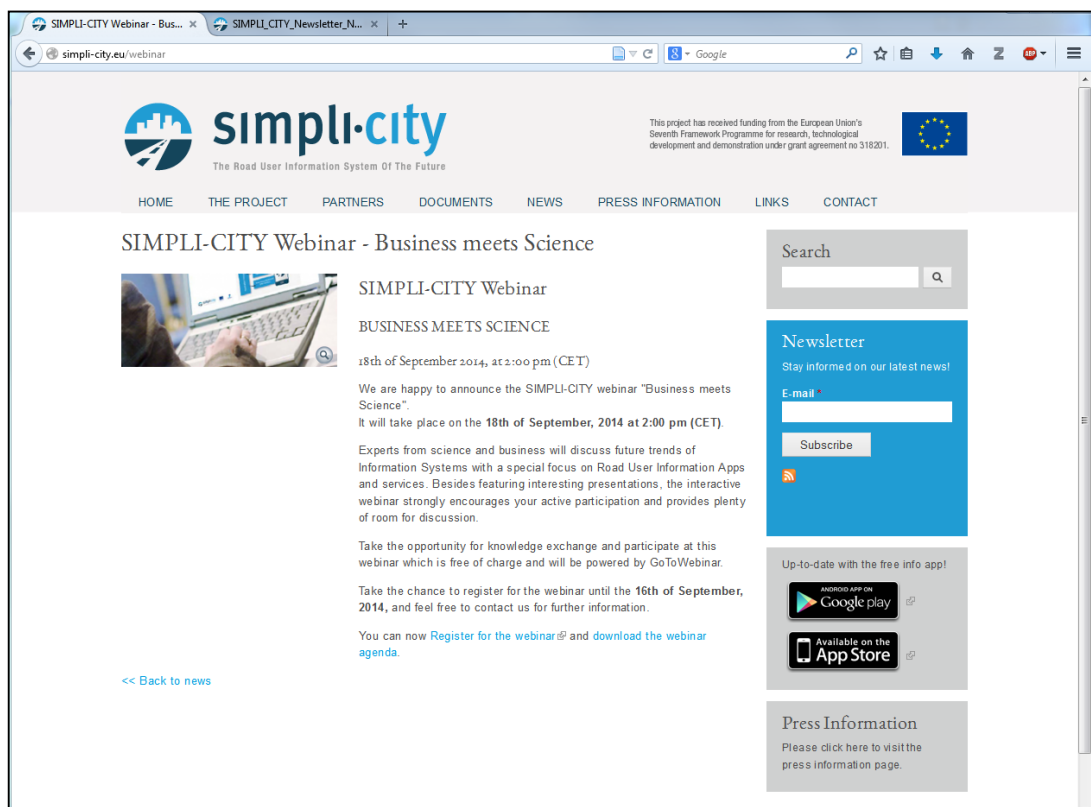 SIMPLI-CITY Webinar - Bus... ×
SIMPLI_CITY_Newsletter_N... ×
+
simpli-city.eu/webinar
8
Google
Z
ABP
simpli•city
The Road User Information System Of The Future
This project has received funding from the European Union's
Seventh Framework Programme for research, technological
development and demonstration under grant agreement no 318201.
HOME THE PROJECT PARTNERS DOCUMENTS NEWS PRESS INFORMATION LINKS CONTACT
SIMPLI-CITY Webinar - Business meets Science
SIMPLI-CITY Webinar
BUSINESS MEETS SCIENCE
18th of September 2014, at 2:00 pm (CET)
We are happy to announce the SIMPLI-CITY webinar "Business meets
Science".
It will take place on the 18th of September, 2014 at 2:00 pm (CET).
Experts from science and business will discuss future trends of
Information Systems with a special focus on Road User Information Apps
and services. Besides featuring interesting presentations, the interactive
webinar strongly encourages your active participation and provides plenty
of room for discussion.
Take the opportunity for knowledge exchange and participate at this
webinar which is free of charge and will be powered by GoToWebinar.
Take the chance to register for the webinar until the 16th of September,
2014, and feel free to contact us for further information.
You can now Register for the webinar and download the webinar
agenda.
<< Back to news
Search
Newsletter
Stay informed on our latest news!
E-mail *
Subscribe
Up-to-date with the free info app!
ANDROID APP ON
Google play
Available on the
App Store
Press Information
Please click here to visit the
press information page.